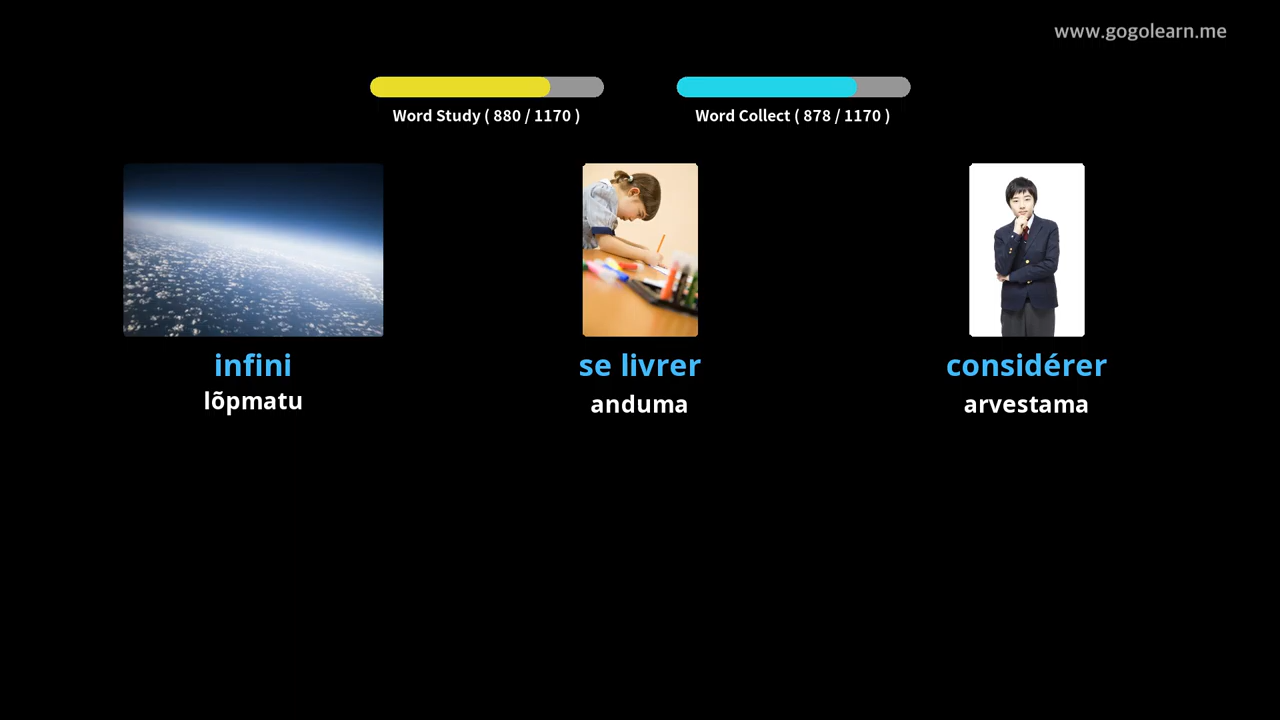 www.gogolearn.me
Word Study ( 880 / 1170 )
Word Collect ( 878 / 1170 )
infini
lõpmatu
se livrer
anduma
considérer
arvestama